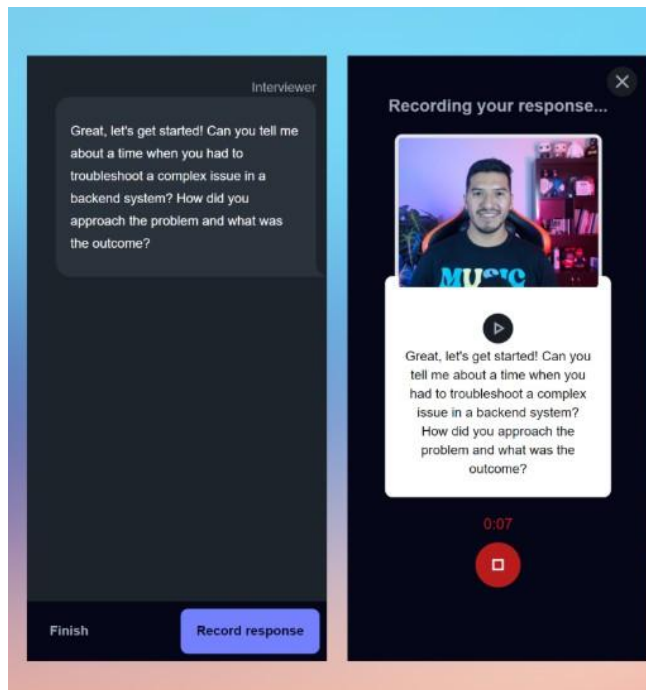 Interviewer
Great, let's get started! Can you tell me
about a time when you had to
troubleshoot a complex issue in a
backend system? How did you
approach the problem and what was
the outcome?
Finish
Record response
Recording your response...
MUSIC
Great, let's get started! Can you
tell me about a time when you
had to troubleshoot a complex
issue in a backend system?
How did you approach the
problem and what was the
outcome?
0:07